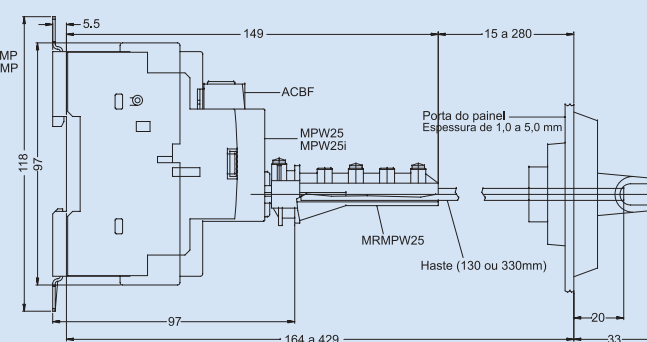 5.5
149
15 a 280
MP
MP
ACBF
Porta do painel
Espessura de 1,0 a 5,0 mm
MPW25
MPW25i
118
97
MRMPW25
Haste (130 ou 330mm)
97
20
164 a 429
33